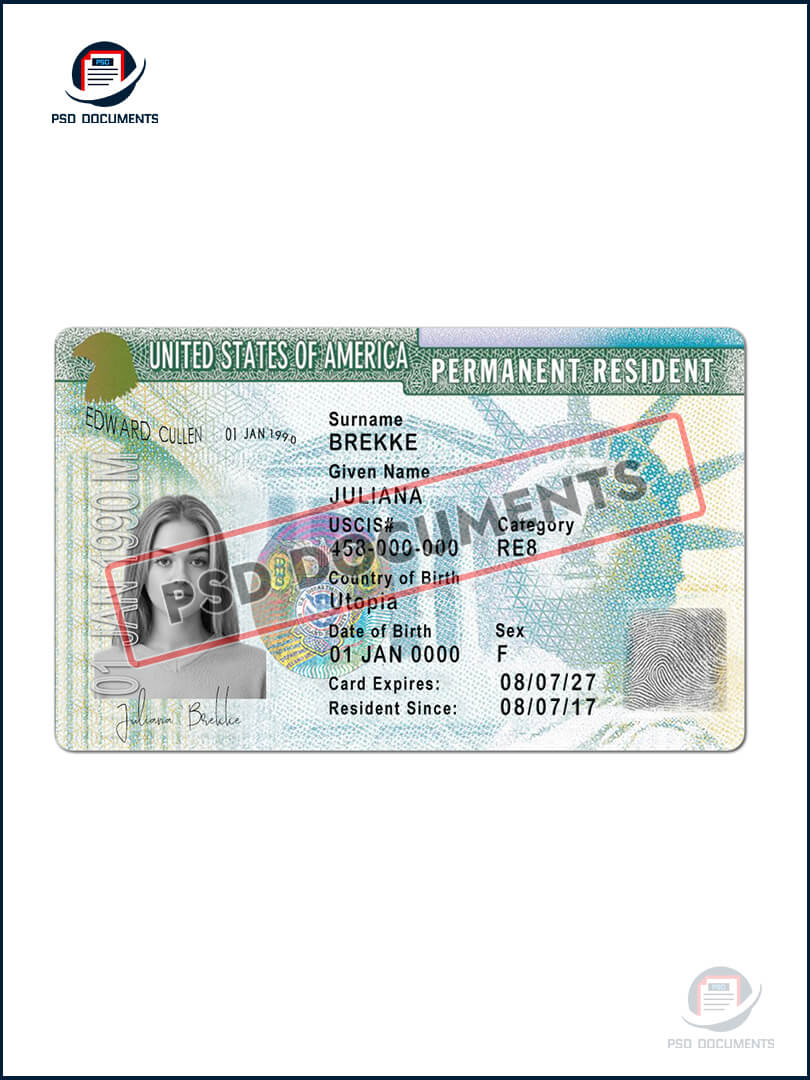 PSD
PSD DOCUMENTS
UNITED STATES OF AMERICA
PERMANENT RESIDENT
EDWARD CULLEN 01 JAN 1990
Surname
BREKKE
Given Name
JULIANA
USCIS# Category
458-000-000 RE8
Country of Birth
Utopia
Date of Birth Sex
01 JAN 0000 F
Card Expires: 08/07/27
Resident Since: 08/07/17
01 JAN 1990 M
Juliana Brekke
PSD DOCUMENTS
PSD
PSD DOCUMENTS